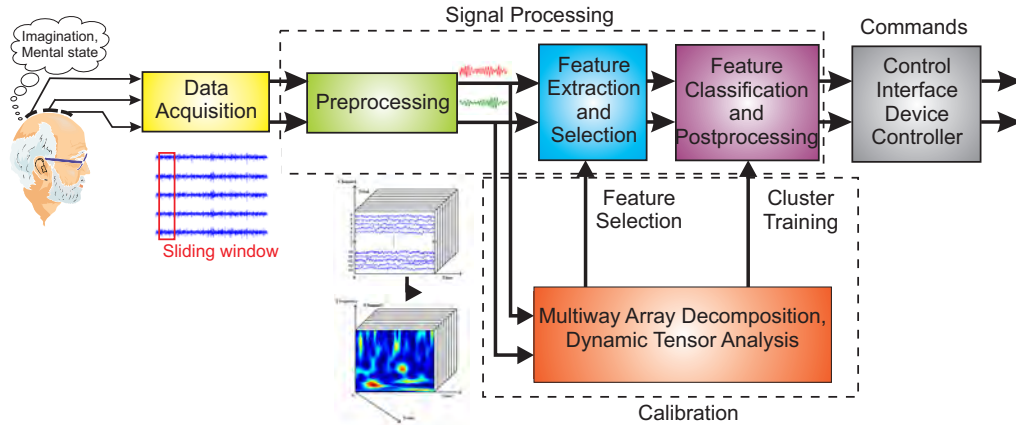 Signal Processing
Imagination,
Mental state
Commands
Data
Acquisition
Preprocessing
Feature
Extraction
and
Selection
Feature
Classification
and
Postprocessing
Control
Interface
Device
Controller
Sliding window
Feature
Selection
Cluster
Training
Multiway Array Decomposition,
Dynamic Tensor Analysis
Calibration